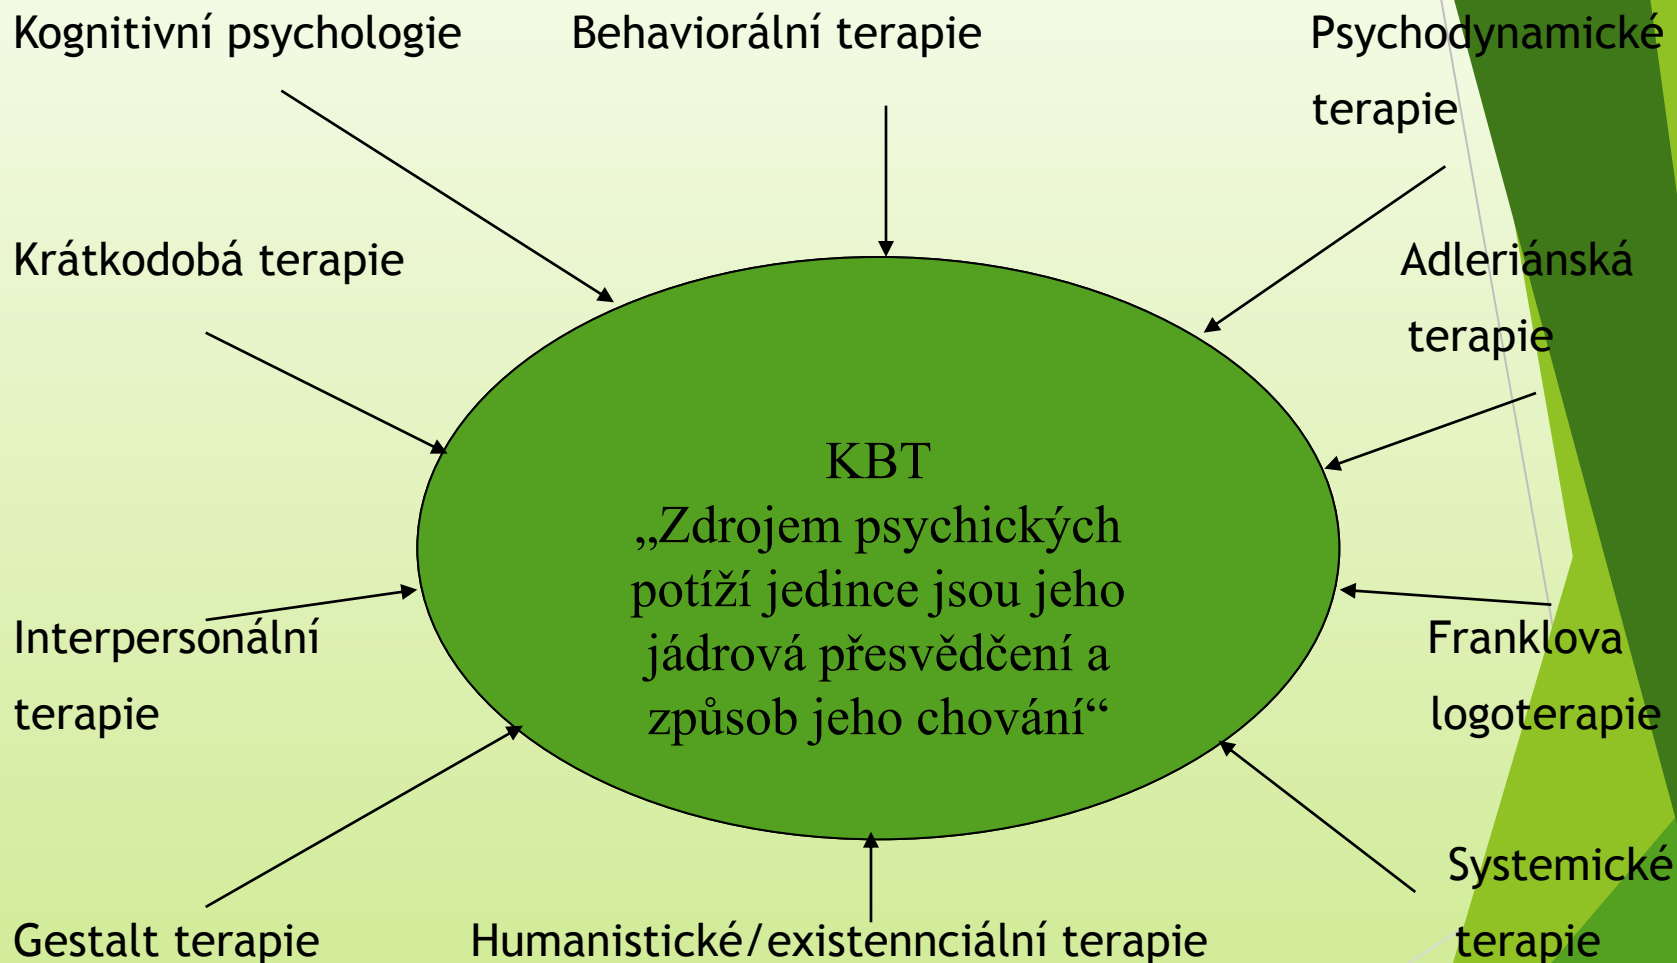 Kognitivní psychologie
Behaviorální terapie
Psychodynamické
terapie
Krátkodobá terapie
Adleriánská
terapie
KBT
„Zdrojem psychických
potíží jedince jsou jeho
jádrová přesvědčení a
způsob jeho chování“
Interpersonální
terapie
Franklova
logoterapie
Systemické
terapie
Gestalt terapie
Humanistické/existennciální terapie